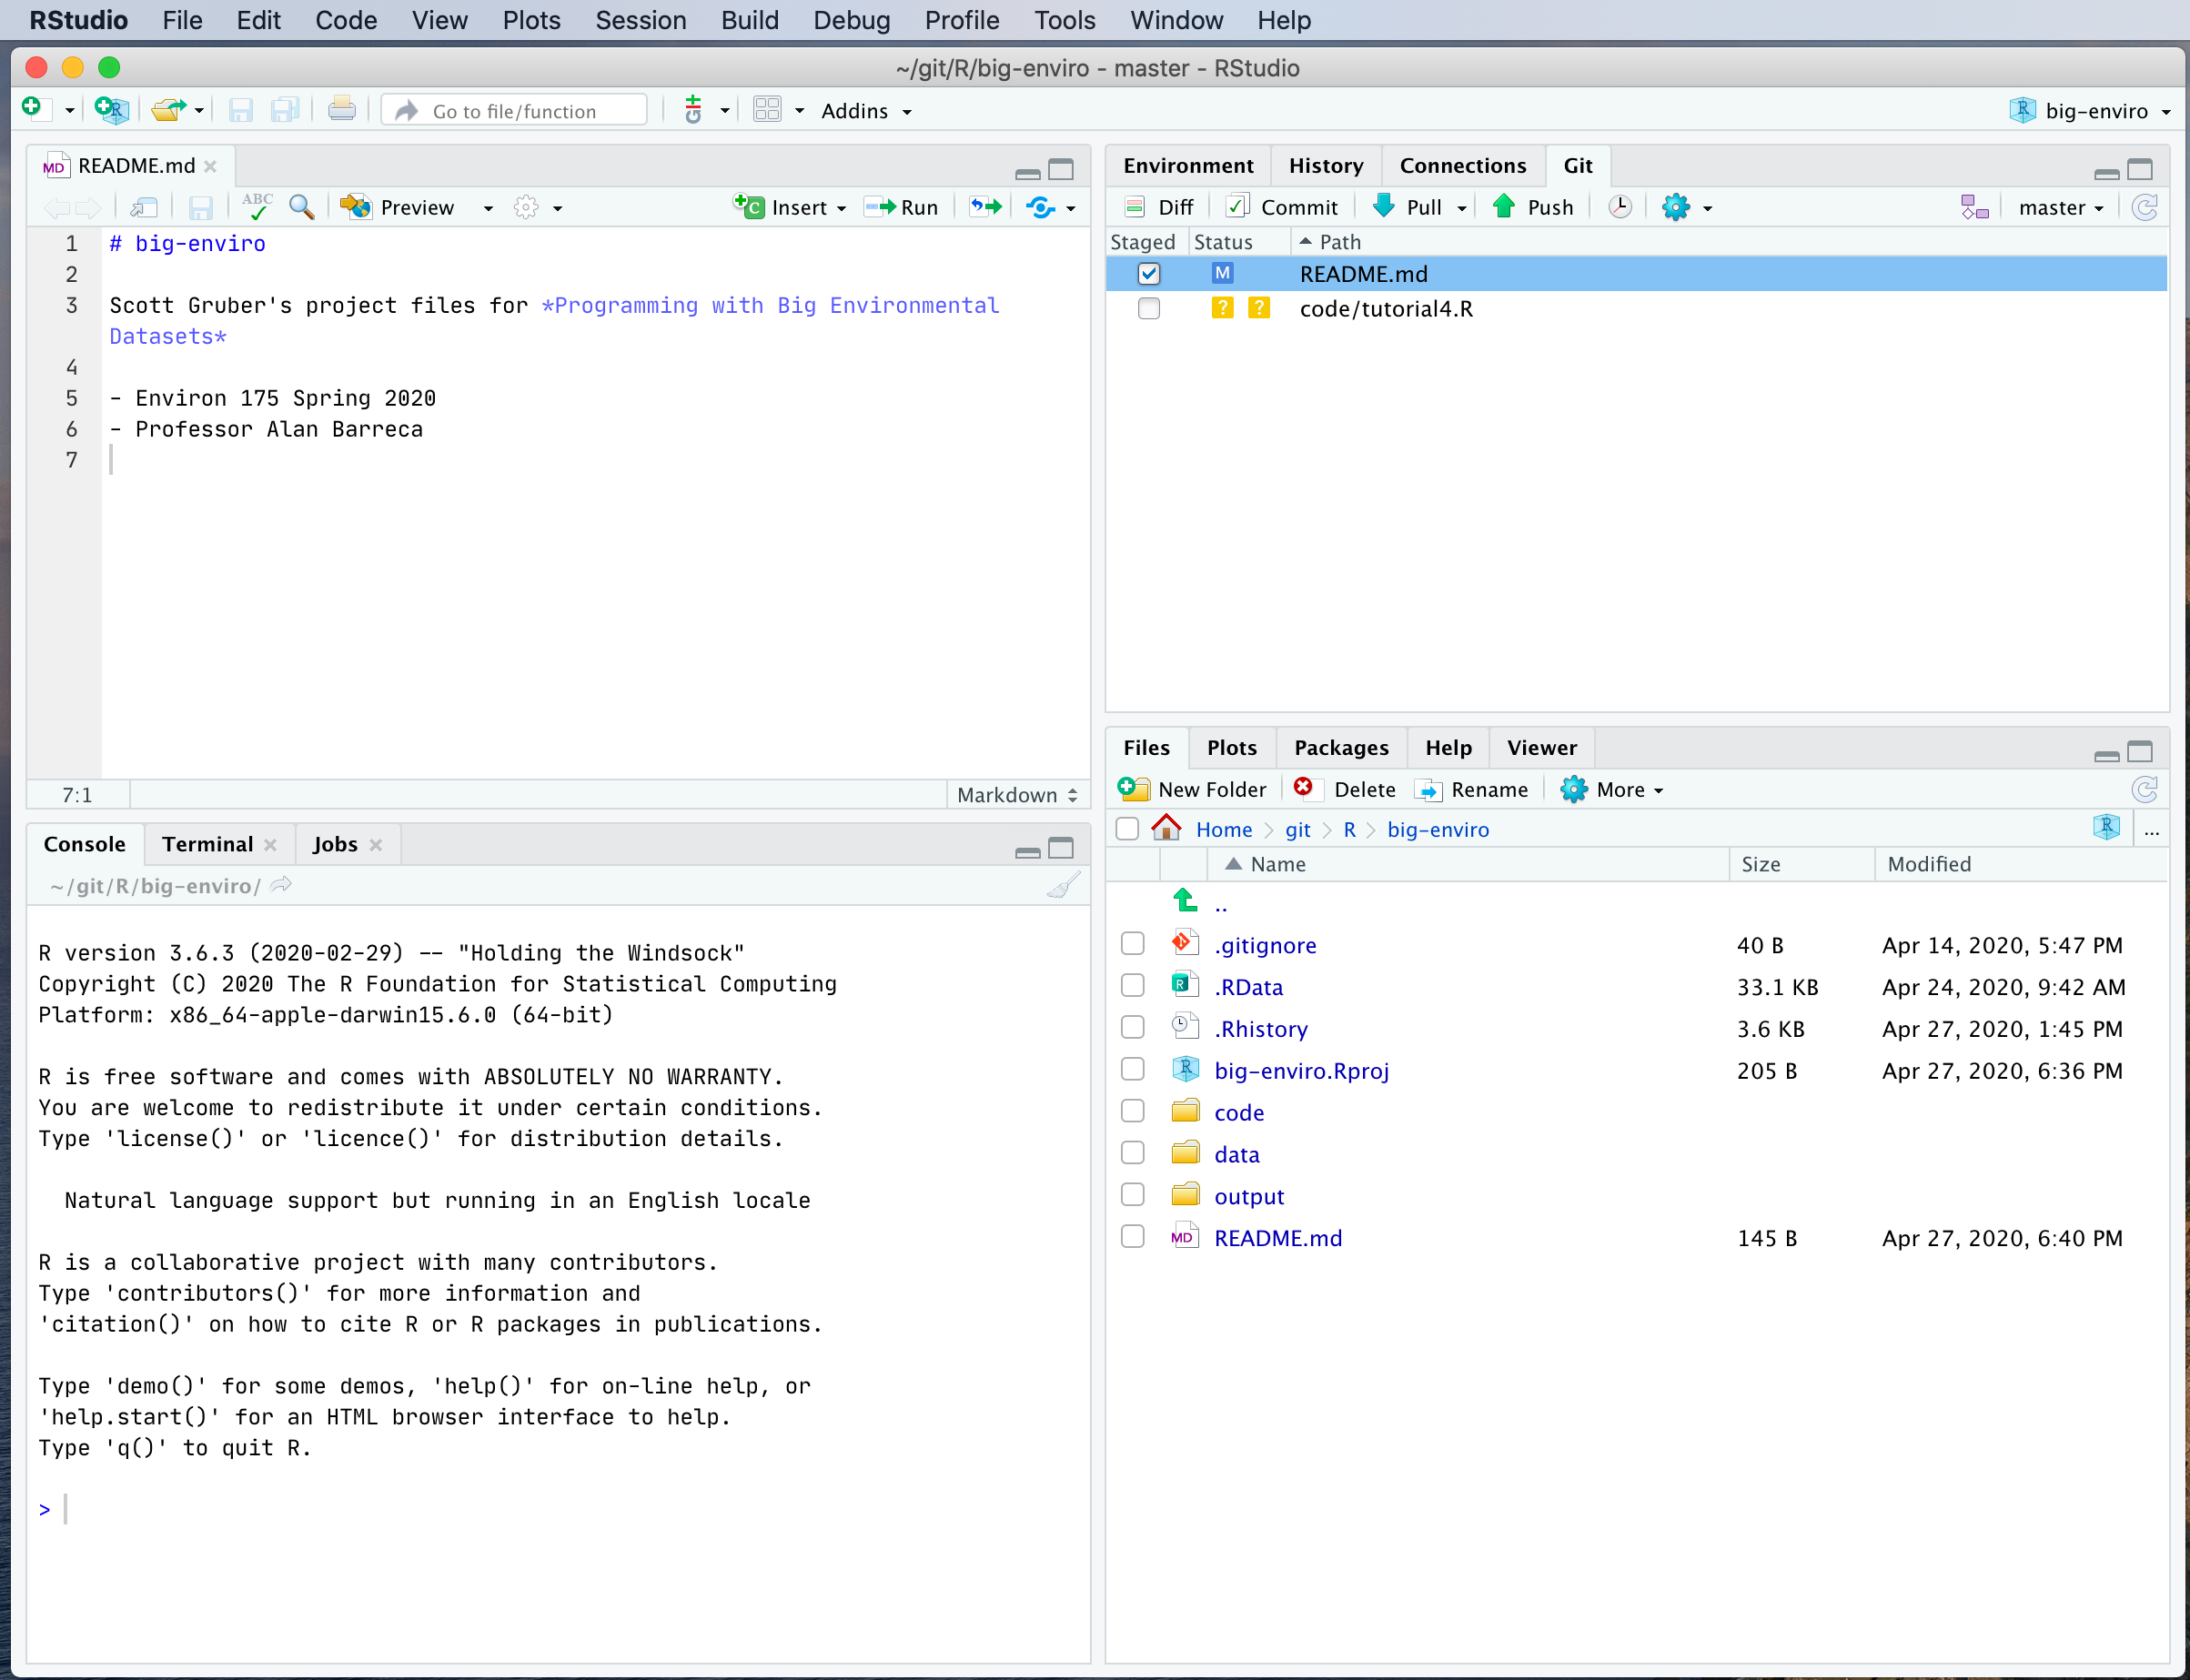 RStudio File Edit Code View Plots Session Build Debug Profile Tools Window Help
~/git/R/big-enviro - master - RStudio
Go to file/function Git Addins big-enviro
README.md
ABC Preview Insert Run
1 # big-enviro
2
3 Scott Gruber's project files for *Programming with Big Environmental
Datasets*
4
5 - Environ 175 Spring 2020
6 - Professor Alan Barreca
7
7:1 Markdown
Console Terminal Jobs
~/git/R/big-enviro/
R version 3.6.3 (2020-02-29) -- "Holding the Windsock"
Copyright (C) 2020 The R Foundation for Statistical Computing
Platform: x86_64-apple-darwin15.6.0 (64-bit)
R is free software and comes with ABSOLUTELY NO WARRANTY.
You are welcome to redistribute it under certain conditions.
Type 'license()' or 'licence()' for distribution details.
Natural language support but running in an English locale
R is a collaborative project with many contributors.
Type 'contributors()' for more information and
'citation()' on how to cite R or R packages in publications.
Type 'demo()' for some demos, 'help()' for on-line help, or
'help.start()' for an HTML browser interface to help.
Type 'q()' to quit R.
>
Environment History Connections Git
Diff Commit Pull Push master
Staged Status Path
M README.md
? ? code/tutorial4.R
Files Plots Packages Help Viewer
New Folder Delete Rename More
Home git R big-enviro R ...
Name Size Modified
..
.gitignore 40 B Apr 14, 2020, 5:47 PM
.RData 33.1 KB Apr 24, 2020, 9:42 AM
.Rhistory 3.6 KB Apr 27, 2020, 1:45 PM
big-enviro.Rproj 205 B Apr 27, 2020, 6:36 PM
code
data
output
MD README.md 145 B Apr 27, 2020, 6:40 PM